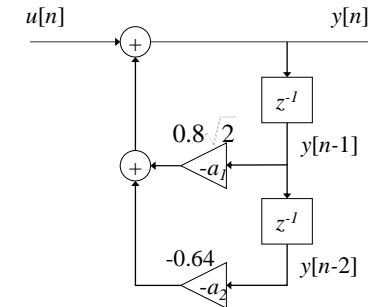 u[n] y[n]
+
z-1
0.8√2
y[n-1]
+
-a1
z-1
-0.64
y[n-2]
-a2